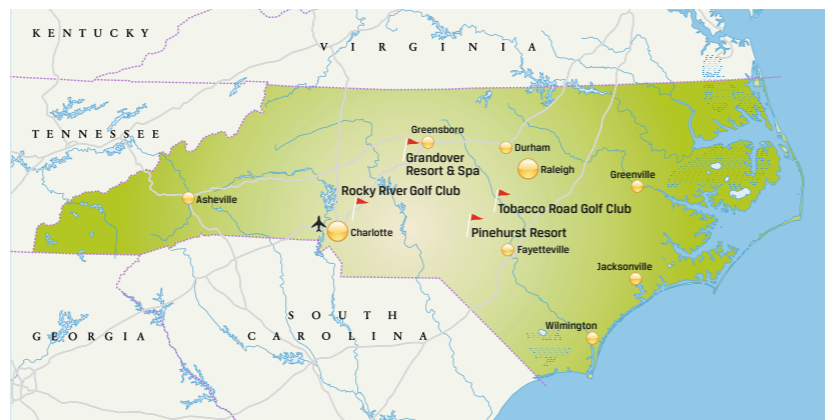 KENTUCKY
VIRGINIA
TENNESSEE
Greensboro
Durham
Grandover
Resort & Spa
Raleigh
Greenville
Rocky River Golf Club
Asheville
Tobacco Road Golf Club
Charlotte
Pinehurst Resort
Fayetteville
Jacksonville
SOUTH
CAROLINA
GEORGIA
Wilmington